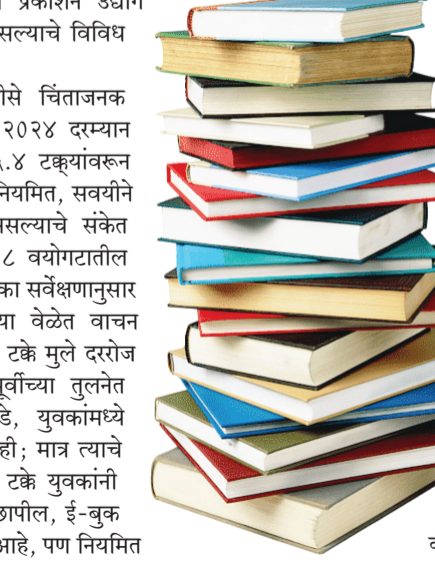 प्रकाशन उद्योग
सल्याचे विविध
चिंताजनक
२०२४ दरम्यान
.४ टक्क्यांवरून
नियमित, सवयीने
सल्याचे संकेत
८ वयोगटातील
का सर्वेक्षणानुसार
या वेळेत वाचन
टक्के मुले दररोज
पूर्वीच्या तुलनेत
युवकांमध्ये
ही; मात्र त्याचे
टक्के युवकांनी
छापील, ई-बुक
आहे, पण नियमित